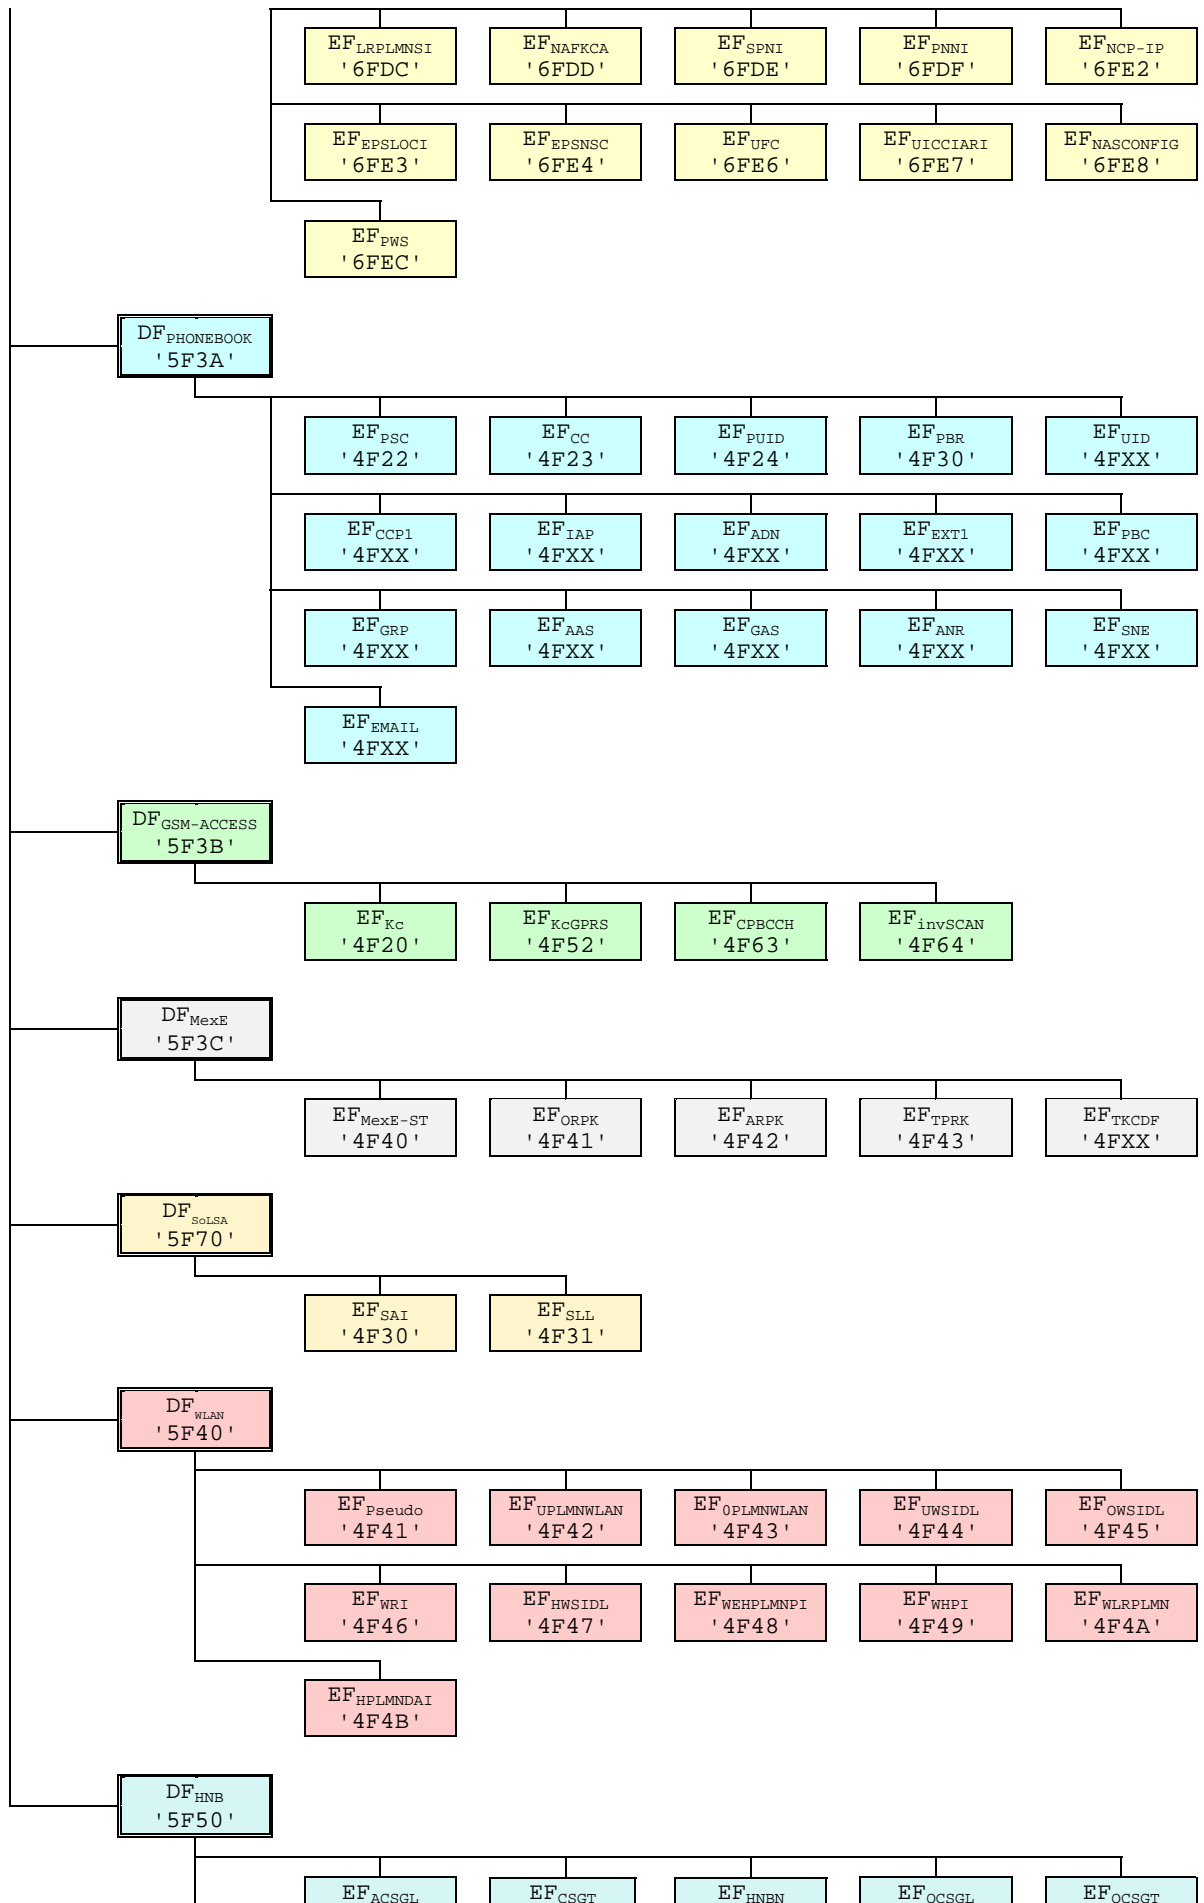 EFLRPLMNSI EFNAFKCA EFSPNI EFPNNI EFNCP-IP
'6FDC' '6FDD' '6FDE' '6FDF' '6FE2'
EFEPSLOCI EFEPSNSC EFUFC EFUICCIARI EFNASCONFIG
'6FE3' '6FE4' '6FE6' '6FE7' '6FE8'
EFPWS
'6FEC'
DFPHONEBOOK
'5F3A'
EFPSC EFCC EFPUID EFPBR EFUID
'4F22' '4F23' '4F24' '4F30' '4FXX'
EFCCP1 EFIAP EFADN EFEXT1 EFPBC
'4FXX' '4FXX' '4FXX' '4FXX' '4FXX'
EFGRP EFAAS EFGAS EFANR EFSNE
'4FXX' '4FXX' '4FXX' '4FXX' '4FXX'
EFEMAIL
'4FXX'
DFGSM-ACCESS
'5F3B'
EFKc EFKcGPRS EFCPBCCH EFinvSCAN
'4F20' '4F52' '4F63' '4F64'
DFMexE
'5F3C'
EFMexE-ST EFORPK EFARPK EFTPRK EFTKCDF
'4F40' '4F41' '4F42' '4F43' '4FXX'
DFSoLSA
'5F70'
EFSAI EFSLL
'4F30' '4F31'
DFWLAN
'5F40'
EFPseudo EFUPLMNWLAN EF0PLMNWLAN EFUWSIDL EFOWSIDL
'4F41' '4F42' '4F43' '4F44' '4F45'
EFWRI EFHWSIDL EFWEHPLMNPI EFWHPI EFWLRPLMN
'4F46' '4F47' '4F48' '4F49' '4F4A'
EFHPLMNDAI
'4F4B'
DFHNB
'5F50'
EFACSGL EFCSGT EFHNBN EFOCSGL EFOCSGT